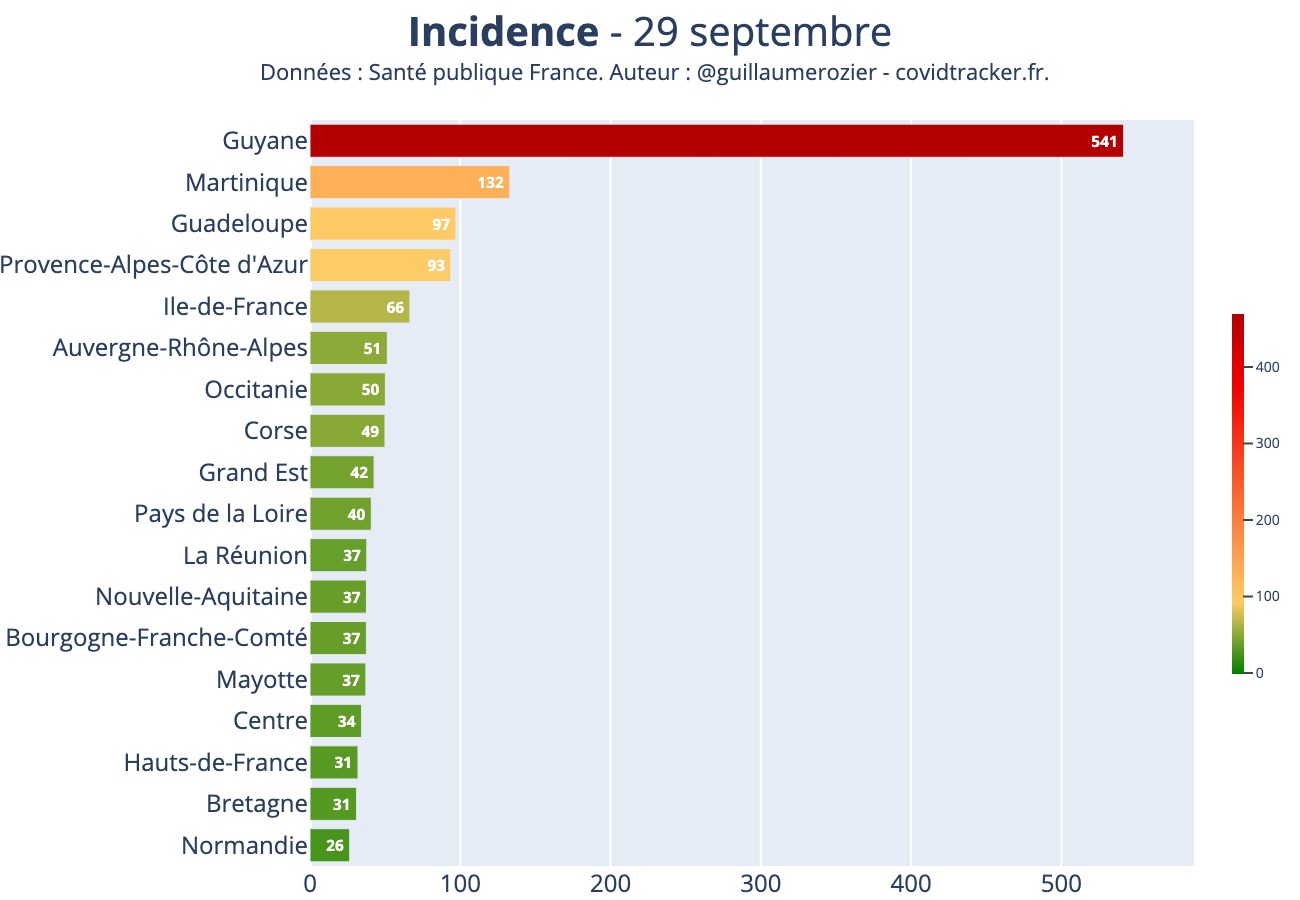 Incidence - 29 septembre
Données : Santé publique France. Auteur : @guillaumerozier - covidtracker.fr.
Guyane 541
Martinique 132
Guadeloupe 97
Provence-Alpes-Côte d'Azur 93
Ile-de-France 66
Auvergne-Rhône-Alpes 51
Occitanie 50
Corse 49
Grand Est 42
Pays de la Loire 40
La Réunion 37
Nouvelle-Aquitaine 37
Bourgogne-Franche-Comté 37
Mayotte 37
Centre 34
Hauts-de-France 31
Bretagne 31
Normandie 26
0 100 200 300 400 500
400
300
200
100
0